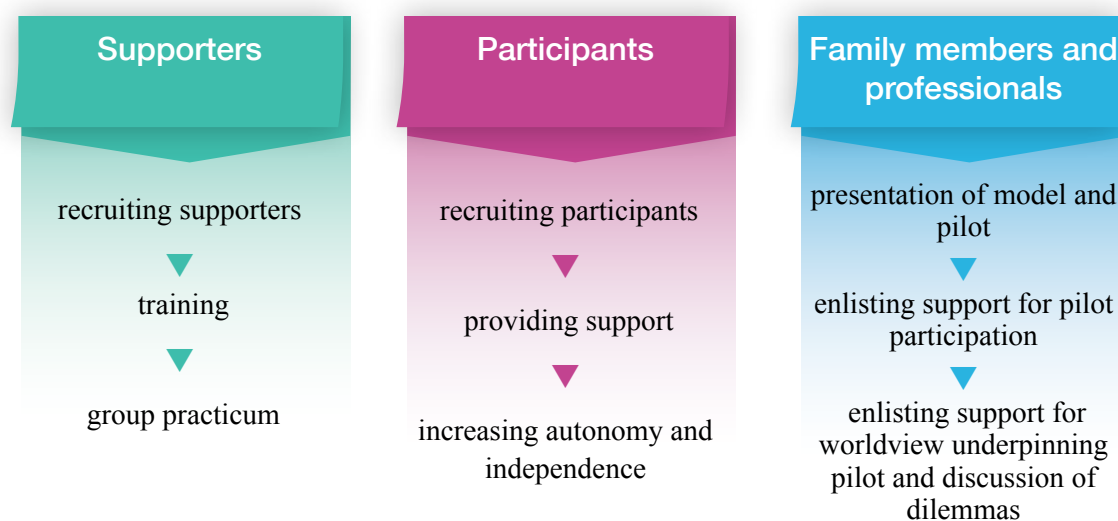 Supporters
recruiting supporters
training
group practicum
Participants
recruiting participants
providing support
increasing autonomy and
independence
Family members and
professionals
presentation of model and
pilot
enlisting support for pilot
participation
enlisting support for
worldview underpinning
pilot and discussion of
dilemmas